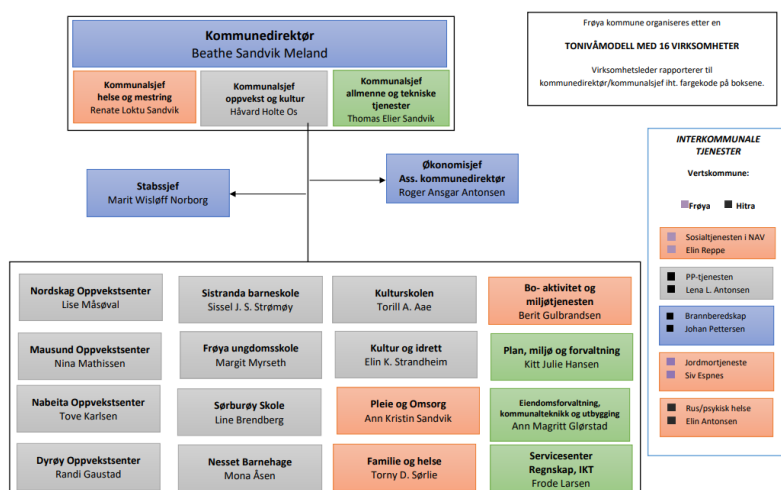 Kommunedirektør
Beathe Sandvik Meland
Kommunalsjef
helse og mestring
Renate Loktu Sandvik
Kommunalsjef
oppvekst og kultur
Håvard Holte Os
Kommunalsjef
allmenne og tekniske
tjenester
Thomas Elier Sandvik
Frøya kommune organiseres etter en
TONIVÅMODELL MED 16 VIRKSOMHETER
Virksomhetsleder rapporterer til
kommunedirektør/kommunalsjef iht. fargekode på boksene.
Stabssjef
Marit Wisløff Norborg
Økonomisjef
Ass. kommunedirektør
Roger Ansgar Antonsen
INTERKOMMUNALE
TJENESTER
Vertskommune:
Frøya Hitra
Sosialtjenesten i NAV
Elin Reppe
PP-tjenesten
Lena L. Antonsen
Brannberedskap
Johan Pettersen
Jordmortjeneste
Siv Espnes
Rus/psykisk helse
Elin Antonsen
Nordskag Oppvekstsenter
Lise Måsøval
Sistranda barneskole
Sissel J. S. Strømøy
Kulturskolen
Torill A. Aae
Bo- aktivitet og
miljøtjenesten
Berit Gulbrandsen
Mausund Oppvekstsenter
Nina Mathissen
Frøya ungdomsskole
Margit Myrseth
Kultur og idrett
Elin K. Strandheim
Plan, miljø og forvaltning
Kitt Julie Hansen
Nabeita Oppvekstsenter
Tove Karlsen
Sørburøy Skole
Line Brendberg
Pleie og Omsorg
Ann Kristin Sandvik
Eiendomsforvaltning,
kommunalteknikk og utbygging
Ann Magritt Glørstad
Dyrøy Oppvekstsenter
Randi Gaustad
Nesset Barnehage
Mona Åsen
Familie og helse
Torny D. Sørlie
Servicesenter
Regnskap, IKT
Frode Larsen